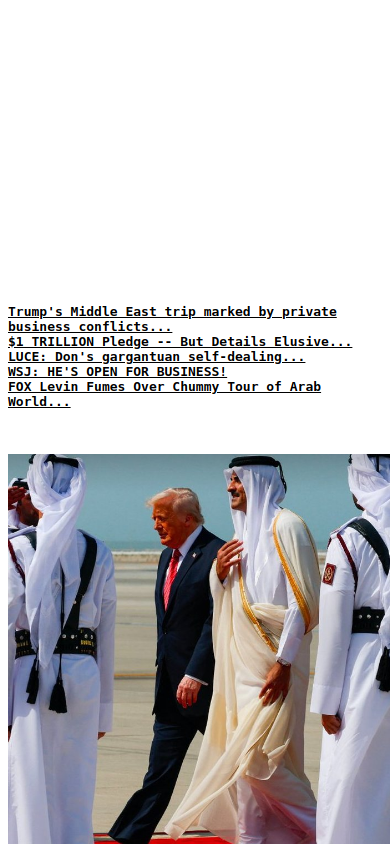 Trump's Middle East trip marked by private
business conflicts...
$1 TRILLION Pledge -- But Details Elusive...
LUCE: Don's gargantuan self-dealing...
WSJ: HE'S OPEN FOR BUSINESS!
FOX Levin Fumes Over Chummy Tour of Arab
World...